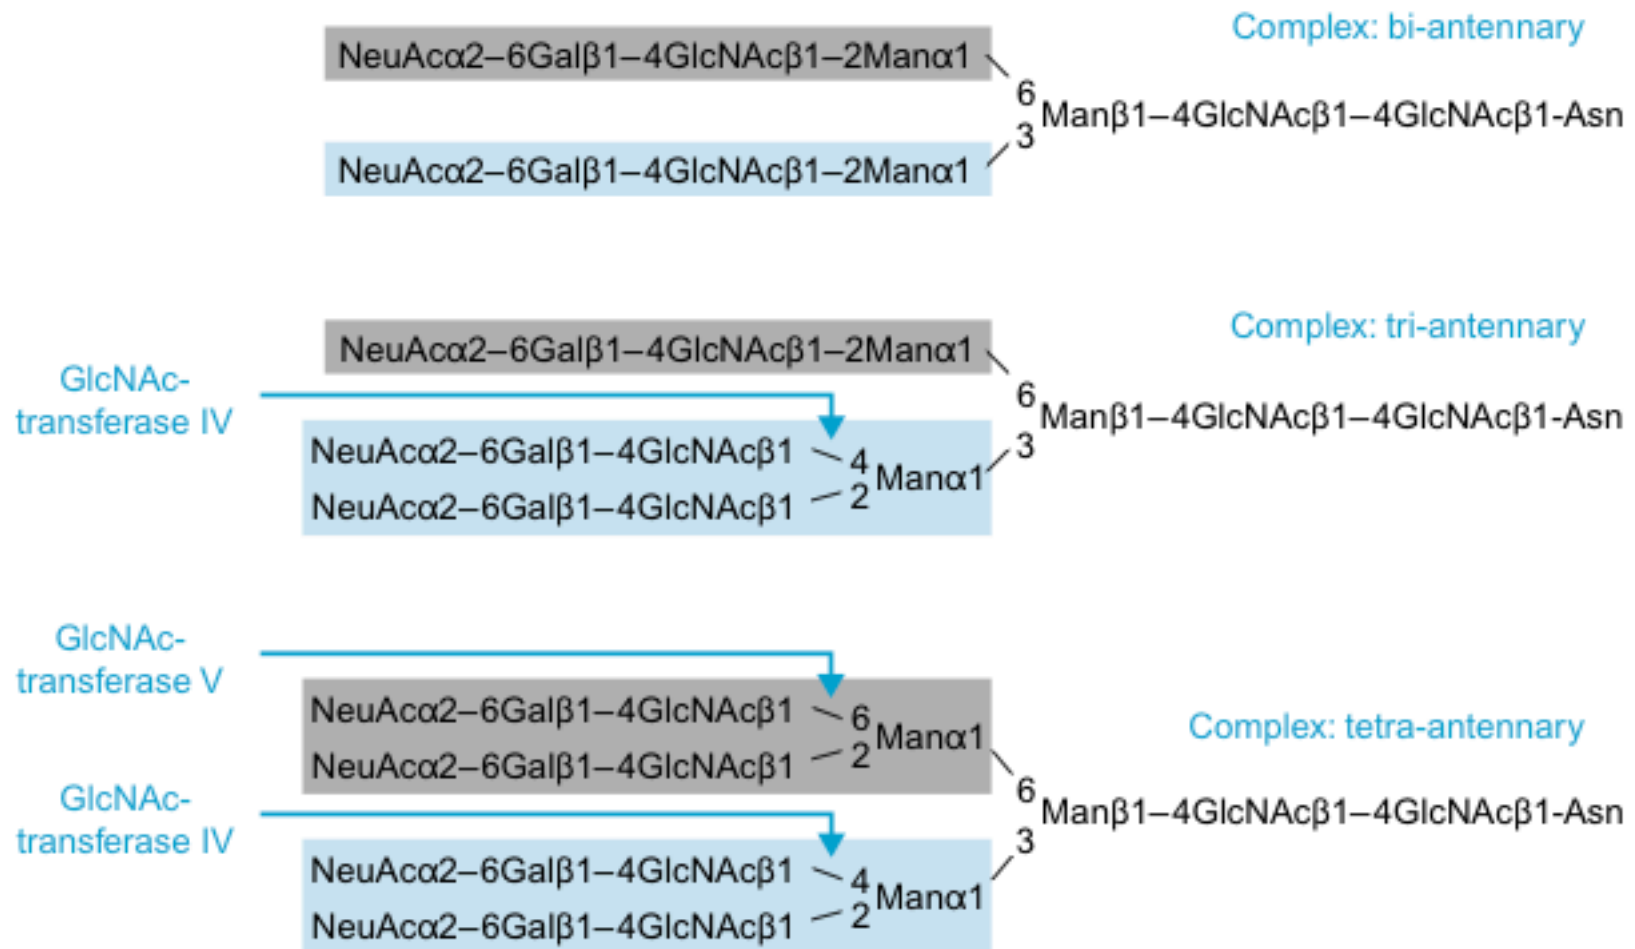 Complex: bi-antennary
NeuAcα2–6Galβ1–4GlcNAcβ1–2Manα1
6
Manβ1–4GlcNAcβ1–4GlcNAcβ1-Asn
3
NeuAcα2–6Galβ1–4GlcNAcβ1–2Manα1
Complex: tri-antennary
NeuAcα2–6Galβ1–4GlcNAcβ1–2Manα1
GlcNAc-
transferase IV
6
Manβ1–4GlcNAcβ1–4GlcNAcβ1-Asn
3
NeuAcα2–6Galβ1–4GlcNAcβ1
4
Manα1
2
NeuAcα2–6Galβ1–4GlcNAcβ1
GlcNAc-
transferase V
NeuAcα2–6Galβ1–4GlcNAcβ1
6
Manα1
2
NeuAcα2–6Galβ1–4GlcNAcβ1
Complex: tetra-antennary
GlcNAc-
transferase IV
6
Manβ1–4GlcNAcβ1–4GlcNAcβ1-Asn
3
NeuAcα2–6Galβ1–4GlcNAcβ1
4
Manα1
2
NeuAcα2–6Galβ1–4GlcNAcβ1